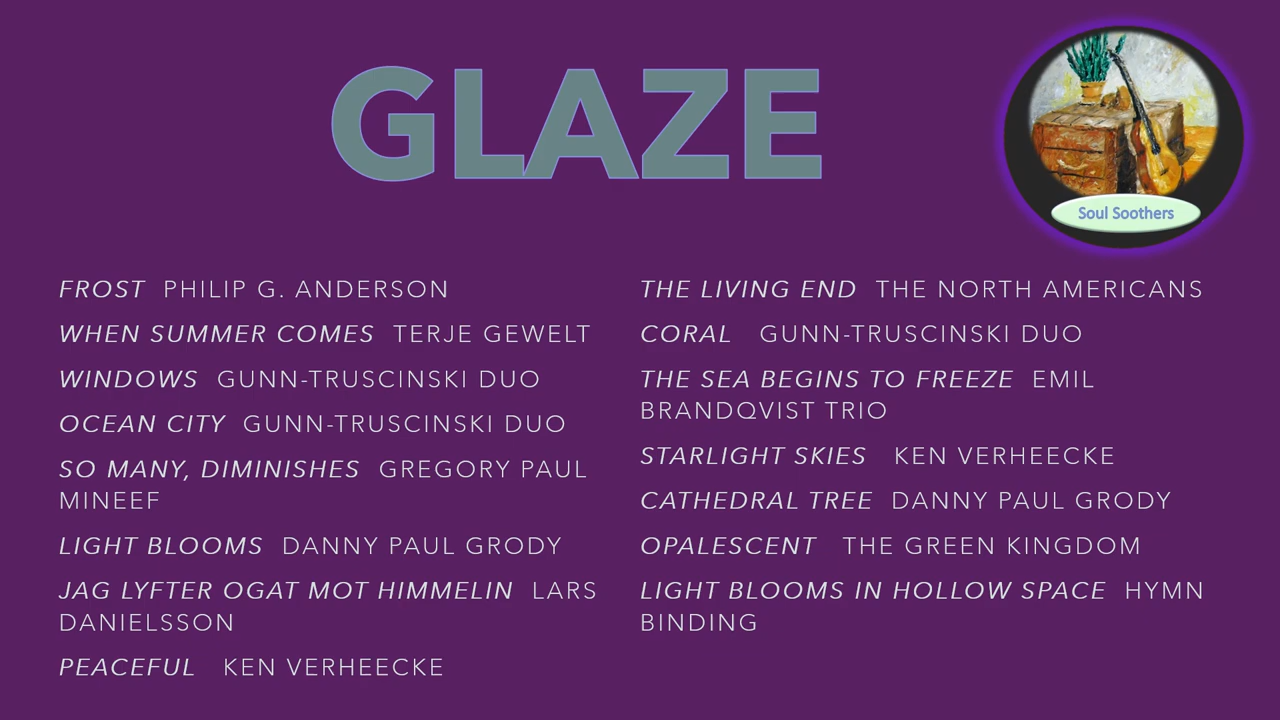 GLAZE
Soul Soothers
FROST PHILIP G. ANDERSON
WHEN SUMMER COMES TERJE GEWELT
WINDOWS GUNN-TRUSCINSKI DUO
OCEAN CITY GUNN-TRUSCINSKI DUO
SO MANY, DIMINISHES GREGORY PAUL
MINEEF
LIGHT BLOOMS DANNY PAUL GRODY
JAG LYFTER OGAT MOT HIMMELIN LARS
DANIELSSON
PEACEFUL KEN VERHEECKE
THE LIVING END THE NORTH AMERICANS
CORAL GUNN-TRUSCINSKI DUO
THE SEA BEGINS TO FREEZE EMIL
BRANDQVIST TRIO
STARLIGHT SKIES KEN VERHEECKE
CATHEDRAL TREE DANNY PAUL GRODY
OPALESCENT THE GREEN KINGDOM
LIGHT BLOOMS IN HOLLOW SPACE HYMN
BINDING